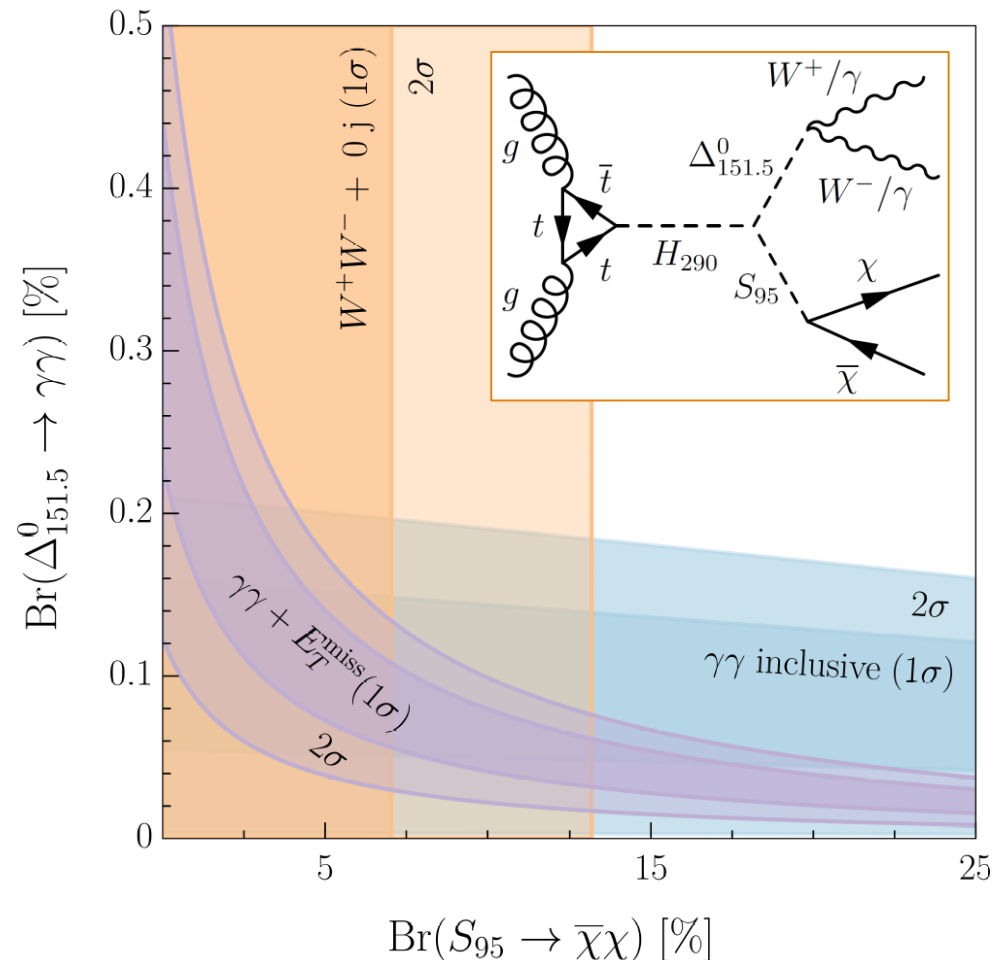 0.5
0.4
0.3
0.2
0.1
0
Br(Δ⁰₁₅₁.₅ → γγ) [%]
W⁺W⁻ + 0 j (1σ)
2σ
g
g
t
t̄
t
H₂₉₀
Δ⁰₁₅₁.₅
S₉₅
W⁺/γ
W⁻/γ
χ
χ̄
γγ + E_T^miss (1σ)
2σ
2σ
γγ inclusive (1σ)
5
15
25
Br(S₉₅ → χ̄χ) [%]